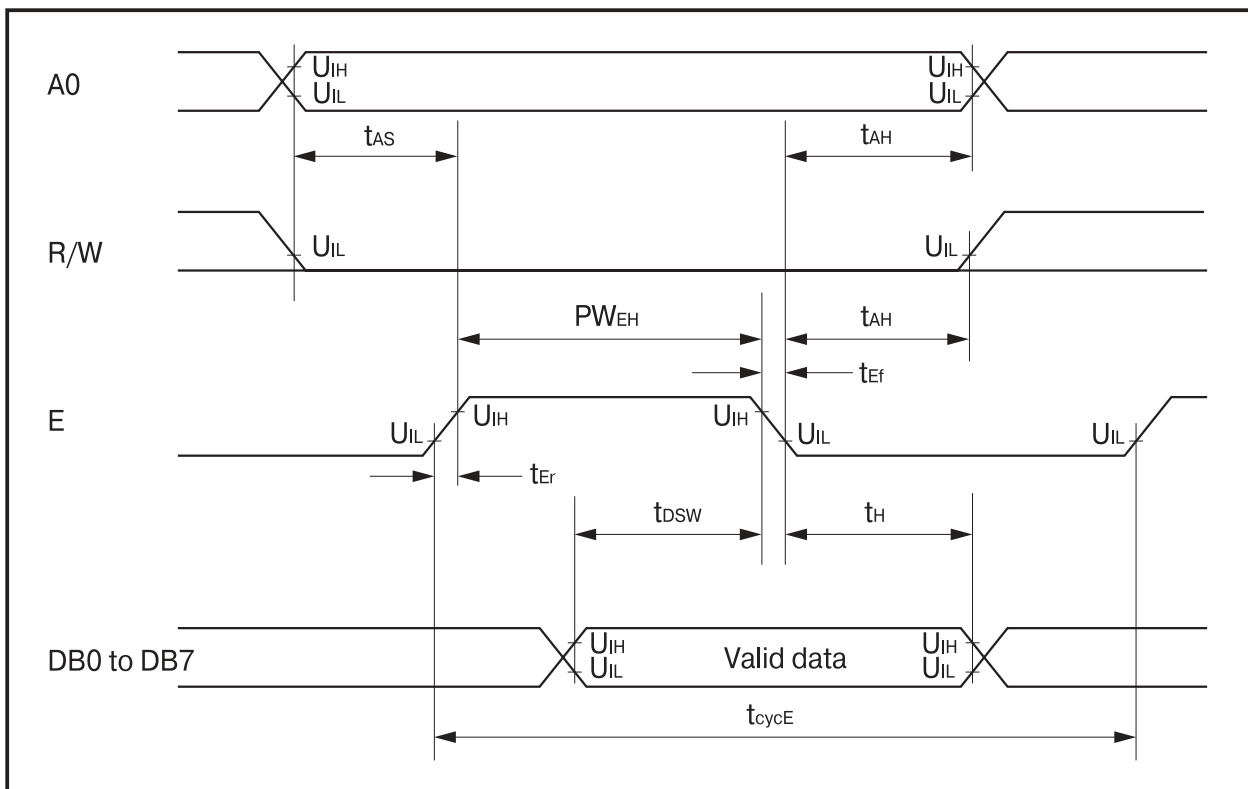 UIH UIH
A0
UIL UIL
tAS tAH
R/W UIL UIL
PWEH tAH
tEf
E UIL UIH UIH UIL UIL
tEr
tDSW tH
DB0 to DB7 UIH Valid data UIH
UIL UIL
tcycE